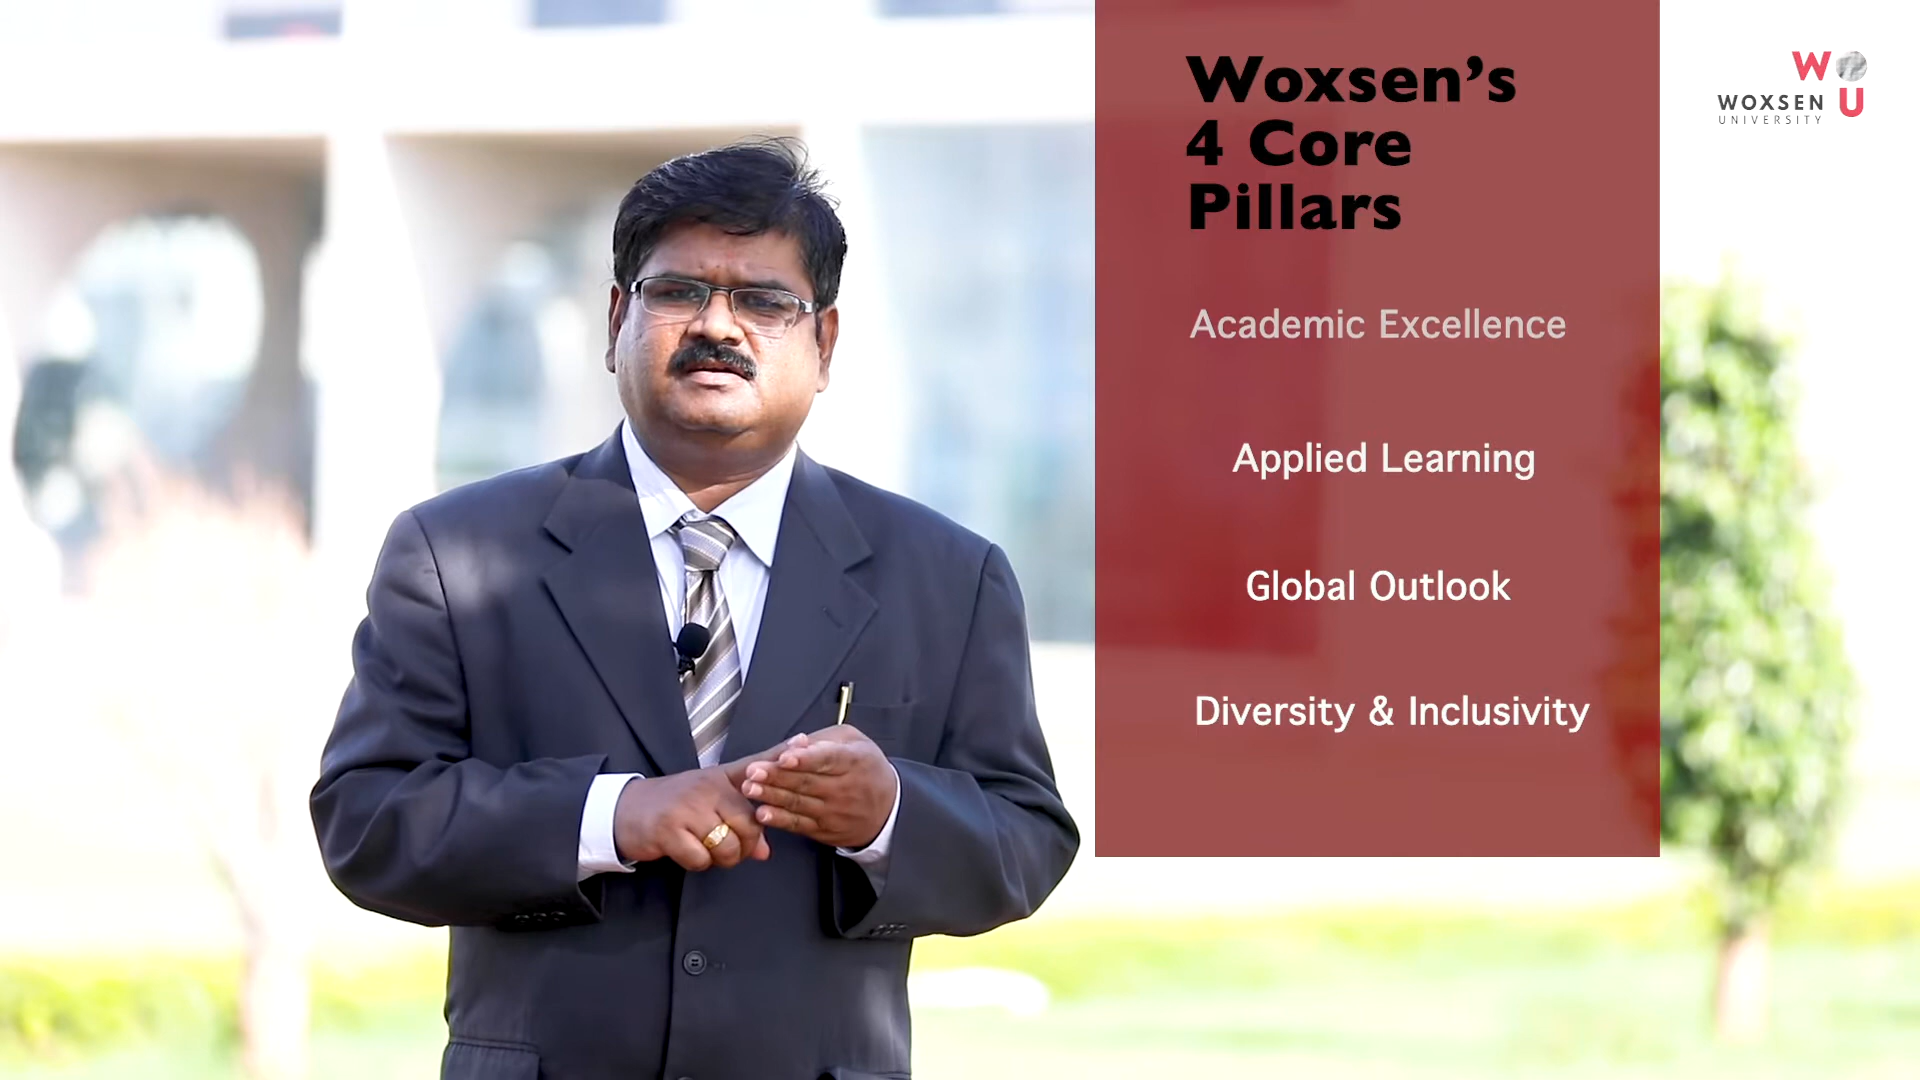 Woxsen’s
4 Core
Pillars
Academic Excellence
Applied Learning
Global Outlook
Diversity & Inclusivity
W
WOXSEN U
UNIVERSITY